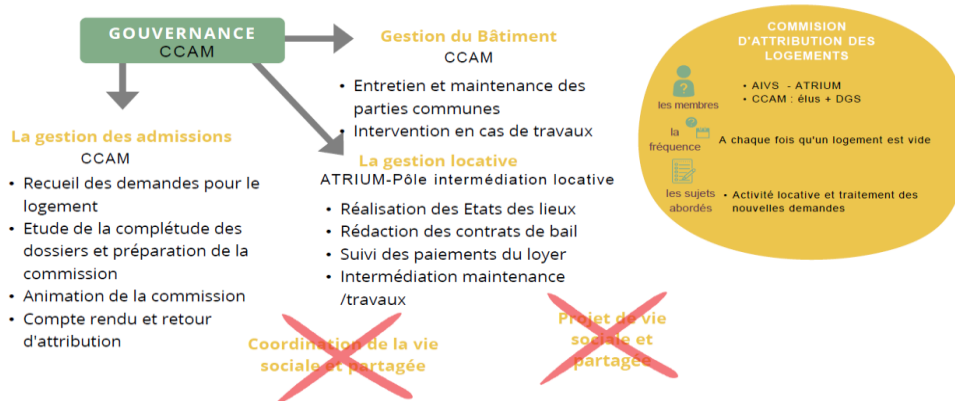 GOUVERNANCE
CCAM
Gestion du Bâtiment
CCAM
• Entretien et maintenance des
parties communes
• Intervention en cas de travaux
La gestion des admissions
CCAM
• Recueil des demandes pour le
logement
• Etude de la complétude des
dossiers et préparation de la
commission
• Animation de la commission
• Compte rendu et retour
d'attribution
La gestion locative
ATRIUM-Pôle intermédiation locative
• Réalisation des Etats des lieux
• Rédaction des contrats de bail
• Suivi des paiements du loyer
• Intermédiation maintenance
/travaux
Coordination de la vie
sociale et partagée
Projet de vie
sociale et
partagée
COMMISION
D'ATTRIBUTION DES
LOGEMENTS
les membres
• AIVS - ATRIUM
• CCAM : élus + DGS
la
fréquence
A chaque fois qu'un logement est vide
les sujets
abordés
• Activité locative et traitement des
nouvelles demandes